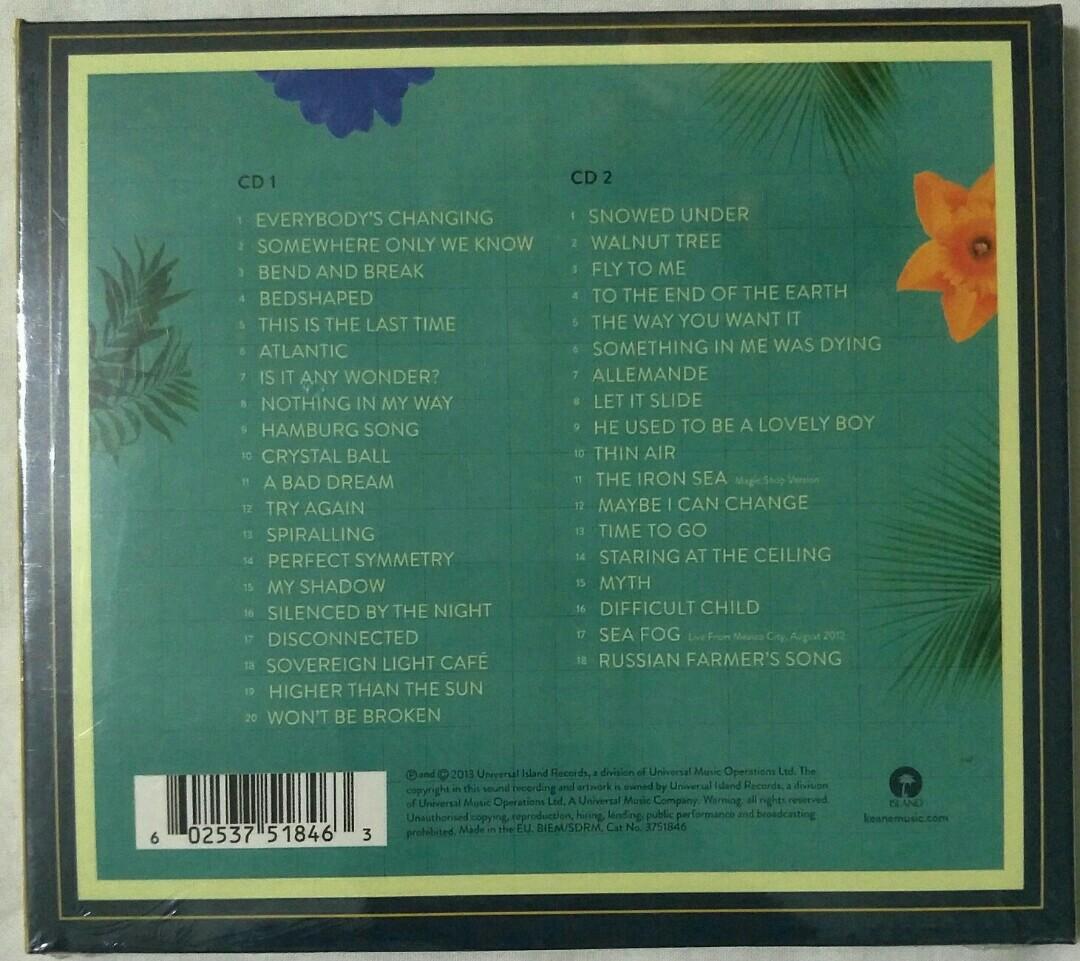 CD 1
1 EVERYBODY'S CHANGING
2 SOMEWHERE ONLY WE KNOW
3 BEND AND BREAK
4 BEDSHAPED
5 THIS IS THE LAST TIME
6 ATLANTIC
7 IS IT ANY WONDER?
8 NOTHING IN MY WAY
9 HAMBURG SONG
10 CRYSTAL BALL
11 A BAD DREAM
12 TRY AGAIN
13 SPIRALLING
14 PERFECT SYMMETRY
15 MY SHADOW
16 SILENCED BY THE NIGHT
17 DISCONNECTED
18 SOVEREIGN LIGHT CAFÉ
19 HIGHER THAN THE SUN
20 WON'T BE BROKEN
CD 2
1 SNOWED UNDER
2 WALNUT TREE
3 FLY TO ME
4 TO THE END OF THE EARTH
5 THE WAY YOU WANT IT
6 SOMETHING IN ME WAS DYING
7 ALLEMANDE
8 LET IT SLIDE
9 HE USED TO BE A LOVELY BOY
10 THIN AIR
11 THE IRON SEA Magic Shop Version
12 MAYBE I CAN CHANGE
13 TIME TO GO
14 STARING AT THE CEILING
15 MYTH
16 DIFFICULT CHILD
17 SEA FOG Live From Mexico City, August 2012
18 RUSSIAN FARMER'S SONG
6 02537 51846 3
℗ and © 2013 Universal Island Records, a division of Universal Music Operations Ltd. The
copyright in this sound recording and artwork is owned by Universal Island Records, a division
of Universal Music Operations Ltd. A Universal Music Company. Warning: all rights reserved.
Unauthorised copying, reproduction, hiring, lending, public performance and broadcasting
prohibited. Made in the EU. BIEM/SDRM. Cat No. 3751846
ISLAND
keanemusic.com